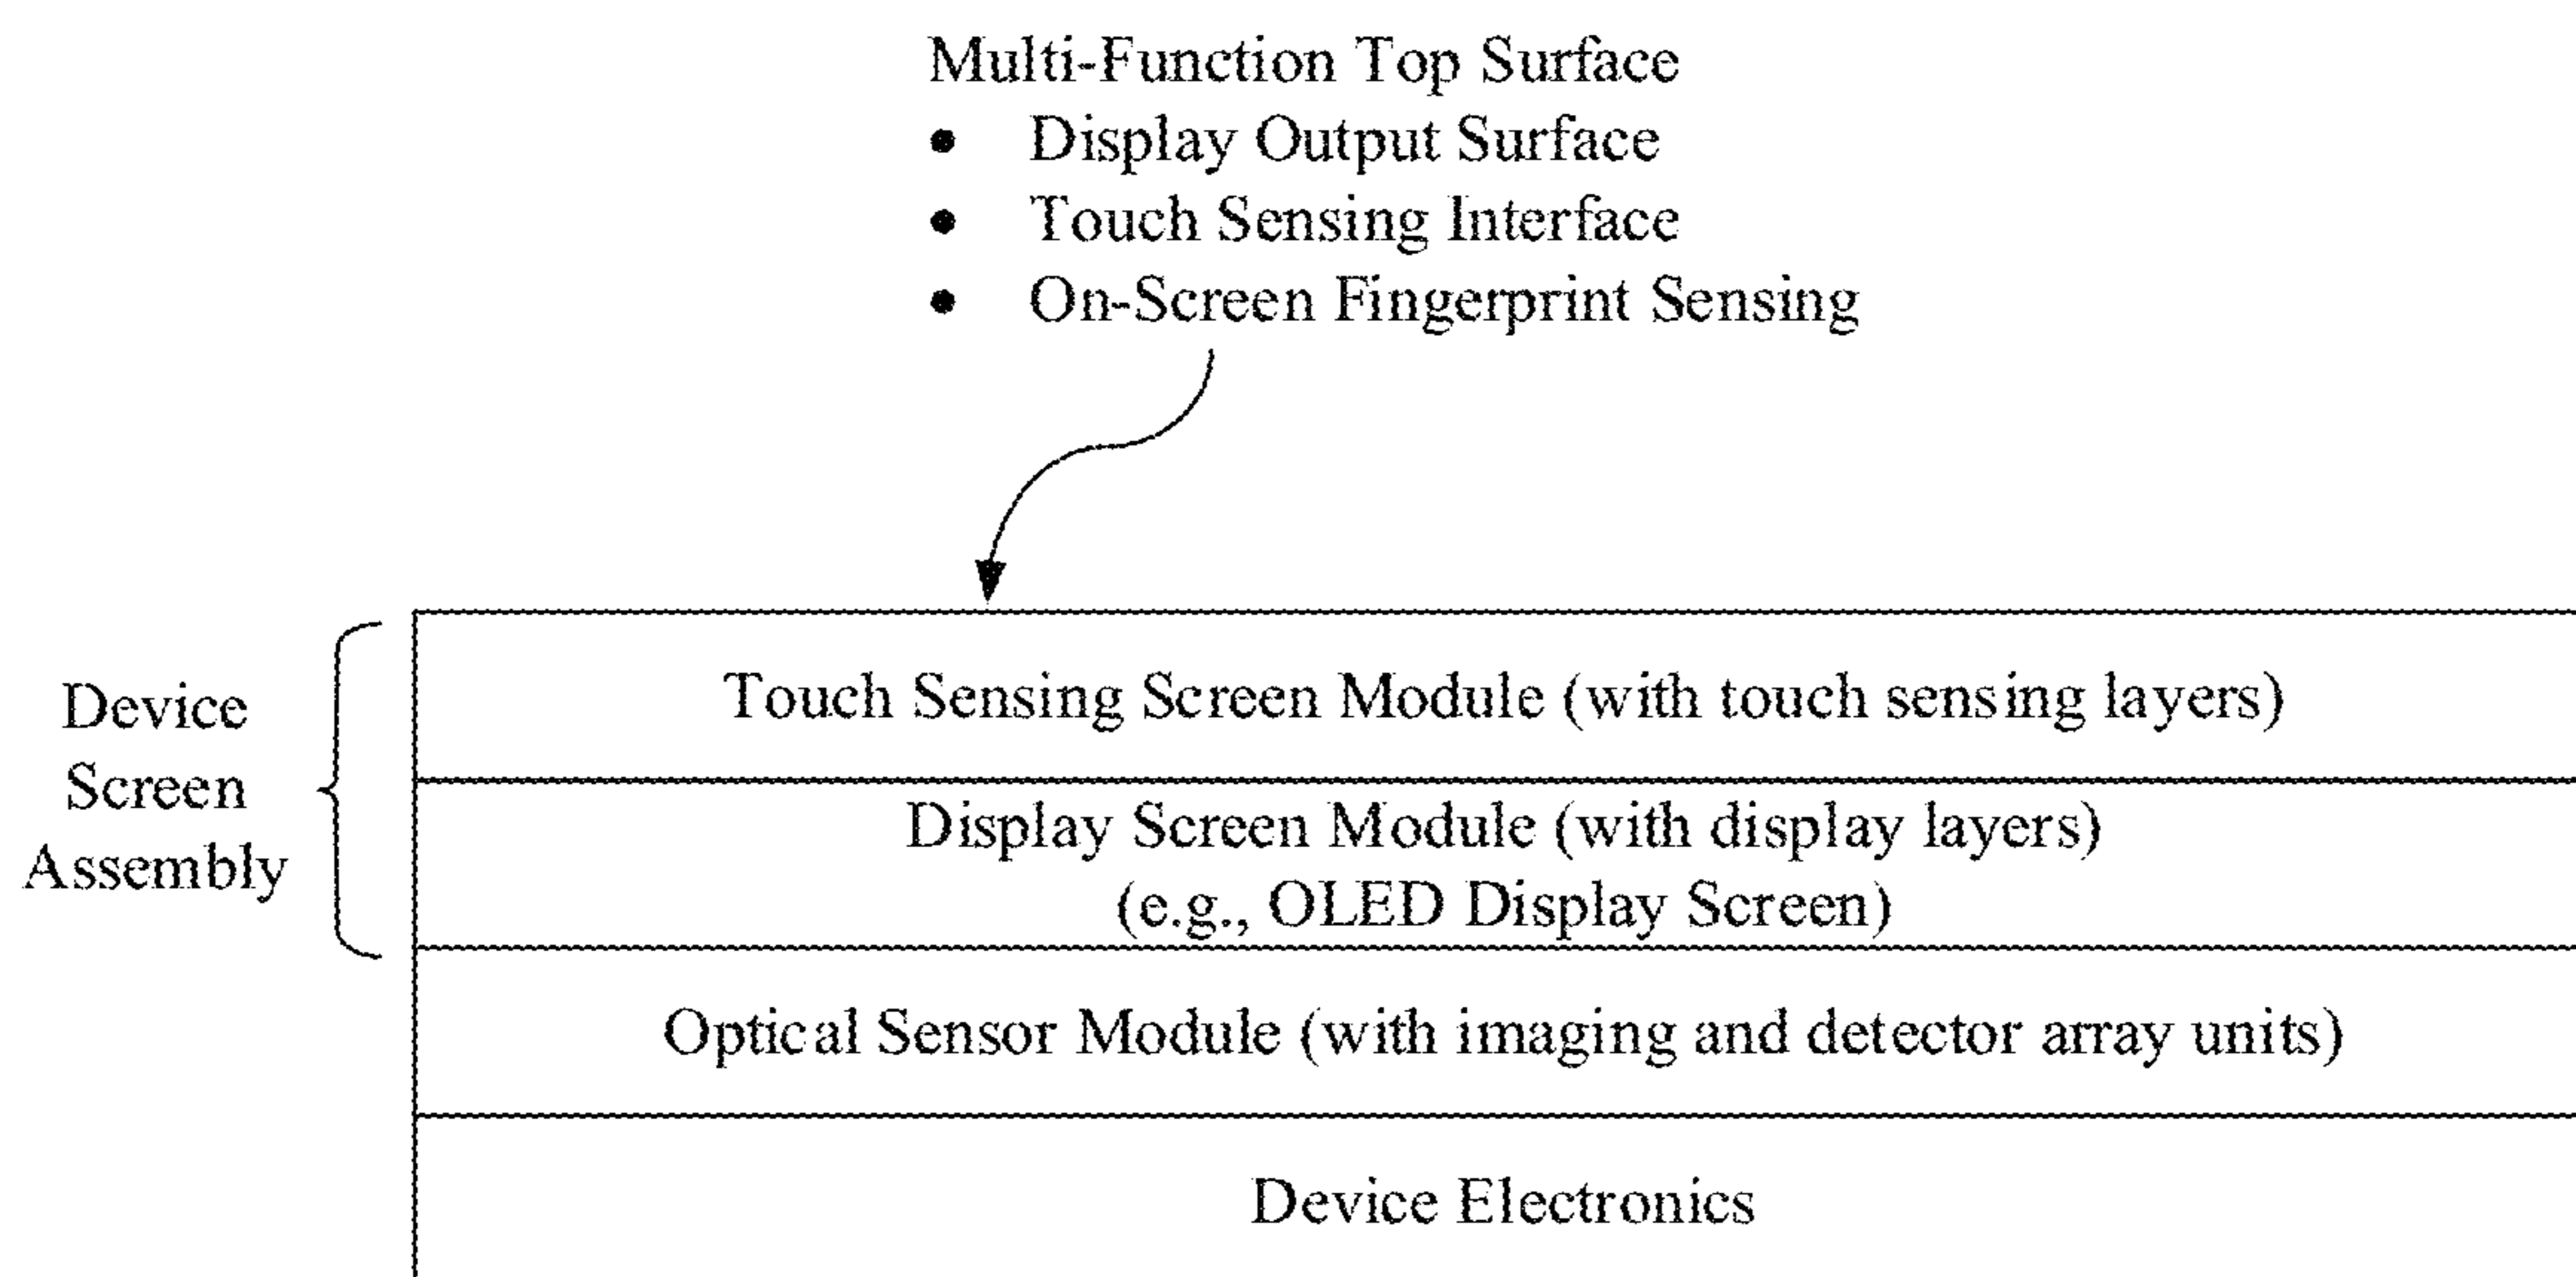 Multi-Function Top Surface
• Display Output Surface
• Touch Sensing Interface
• On-Screen Fingerprint Sensing
Device
Screen
Assembly
Touch Sensing Screen Module (with touch sensing layers)
Display Screen Module (with display layers)
(e.g., OLED Display Screen)
Optical Sensor Module (with imaging and detector array units)
Device Electronics